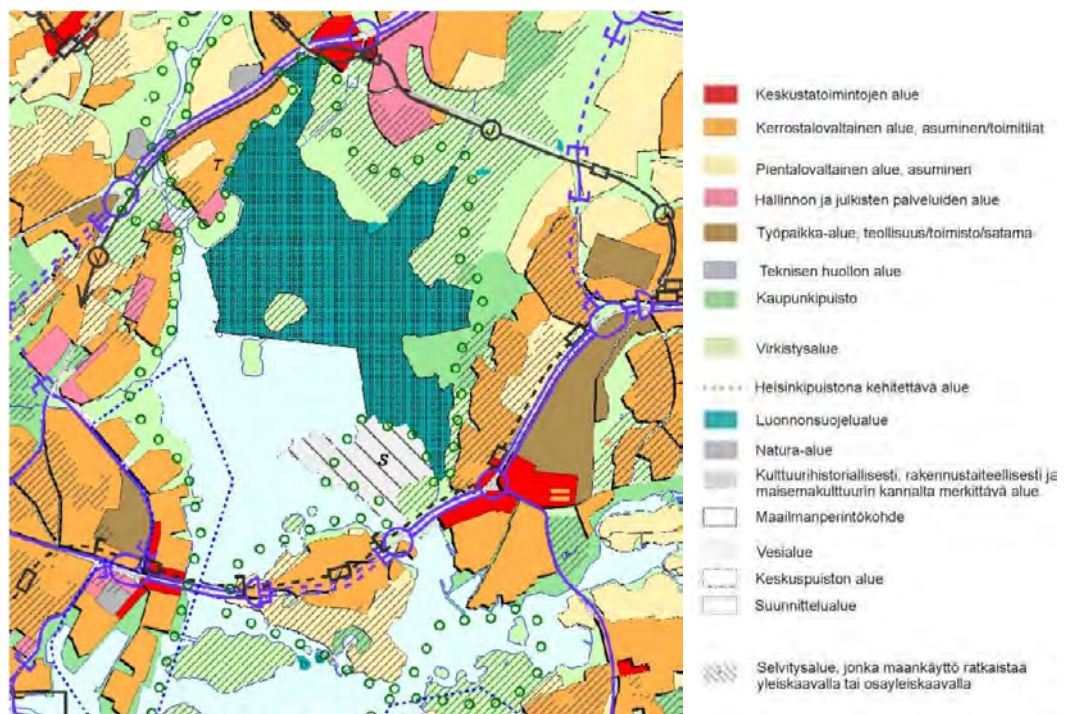 T
S
J
V
Keskustatoimintojen alue
Kerrostalovaltainen alue, asuminen/toimitilat
Pientalovaltainen alue, asuminen
Hallinnon ja julkisten palveluiden alue
Työpaikka-alue, teollisuus/toimisto/satama
Teknisen huollon alue
Kaupunkipuisto
Virkistysalue
Helsinkipuistona kehitettävä alue
Luonnonsuojelualue
Natura-alue
Kulttuurihistoriallisesti, rakennustaiteellisesti ja
maisemakulttuurin kannalta merkittävä alue
Maailmanperintökohde
Vesialue
Keskuspuiston alue
Suunnittelualue
Selvitysalue, jonka maankäyttö ratkaistaan
yleiskaavalla tai osayleiskaavalla